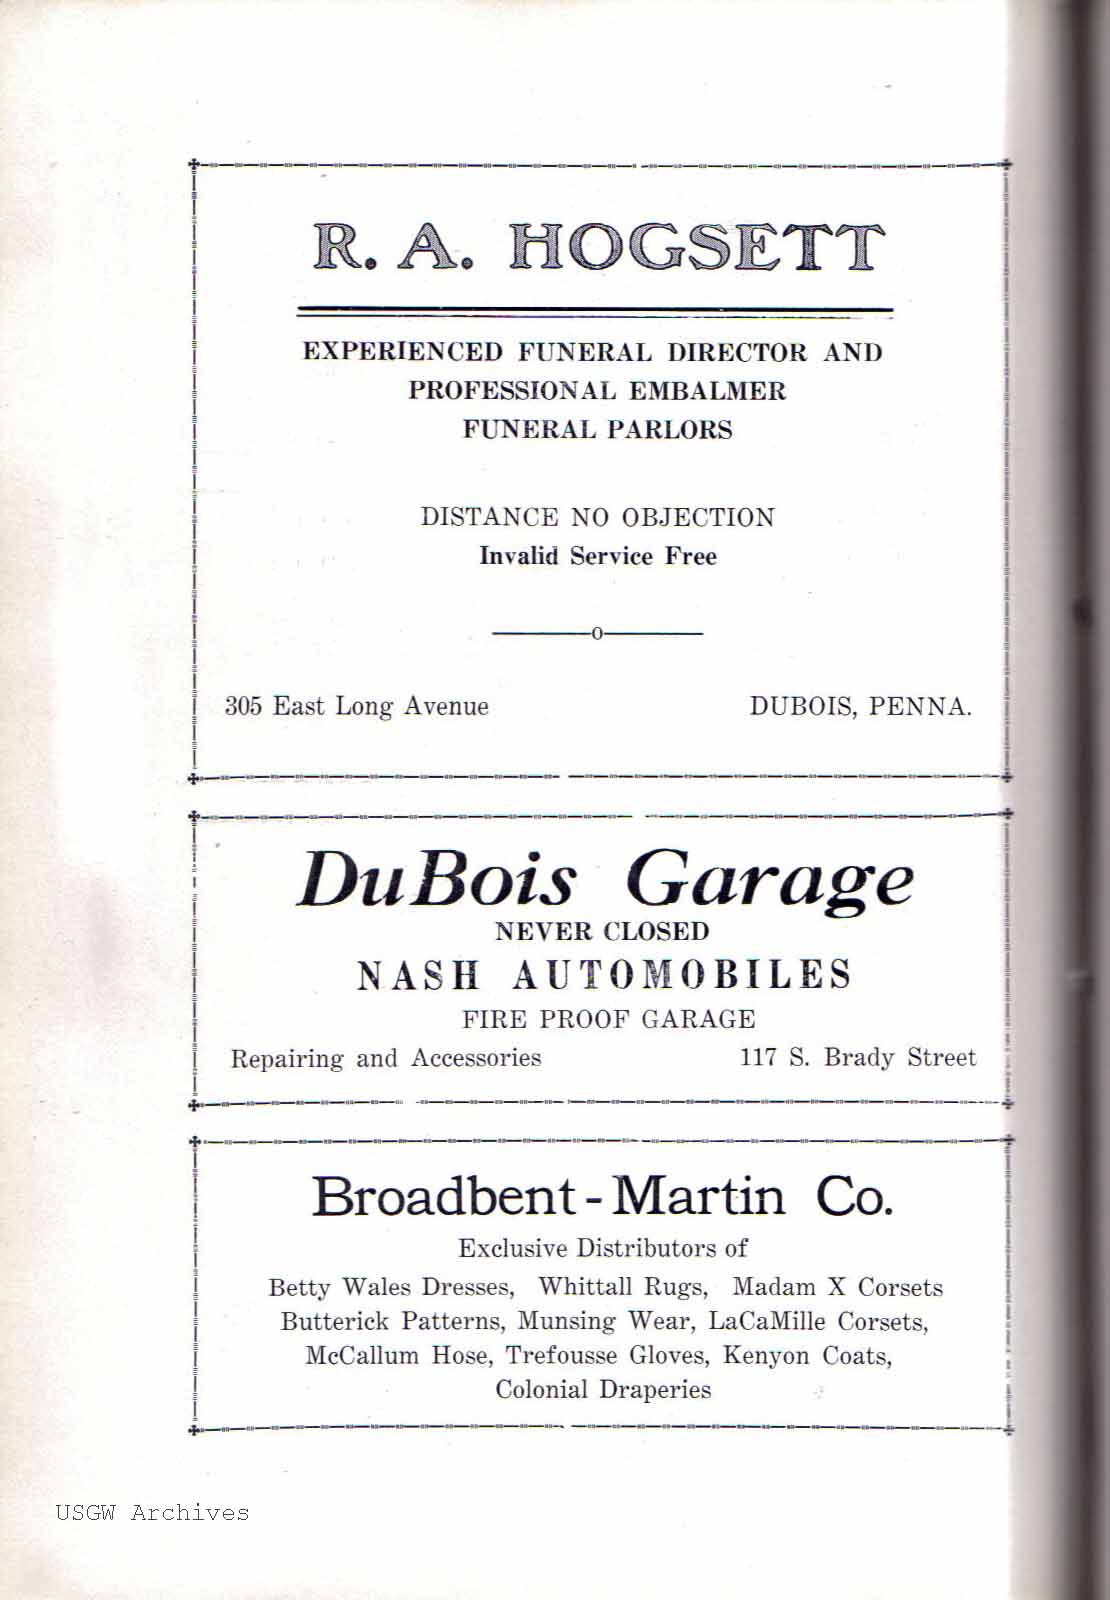 R. A. HOGSETT
EXPERIENCED FUNERAL DIRECTOR AND
PROFESSIONAL EMBALMER
FUNERAL PARLORS
DISTANCE NO OBJECTION
Invalid Service Free
o
305 East Long Avenue DUBOIS, PENNA.
DuBois Garage
NEVER CLOSED
NASH AUTOMOBILES
FIRE PROOF GARAGE
Repairing and Accessories 117 S. Brady Street
Broadbent-Martin Co.
Exclusive Distributors of
Betty Wales Dresses, Whittall Rugs, Madam X Corsets
Butterick Patterns, Munsing Wear, LaCaMille Corsets,
McCallum Hose, Trefousse Gloves, Kenyon Coats,
Colonial Draperies
USGW Archives